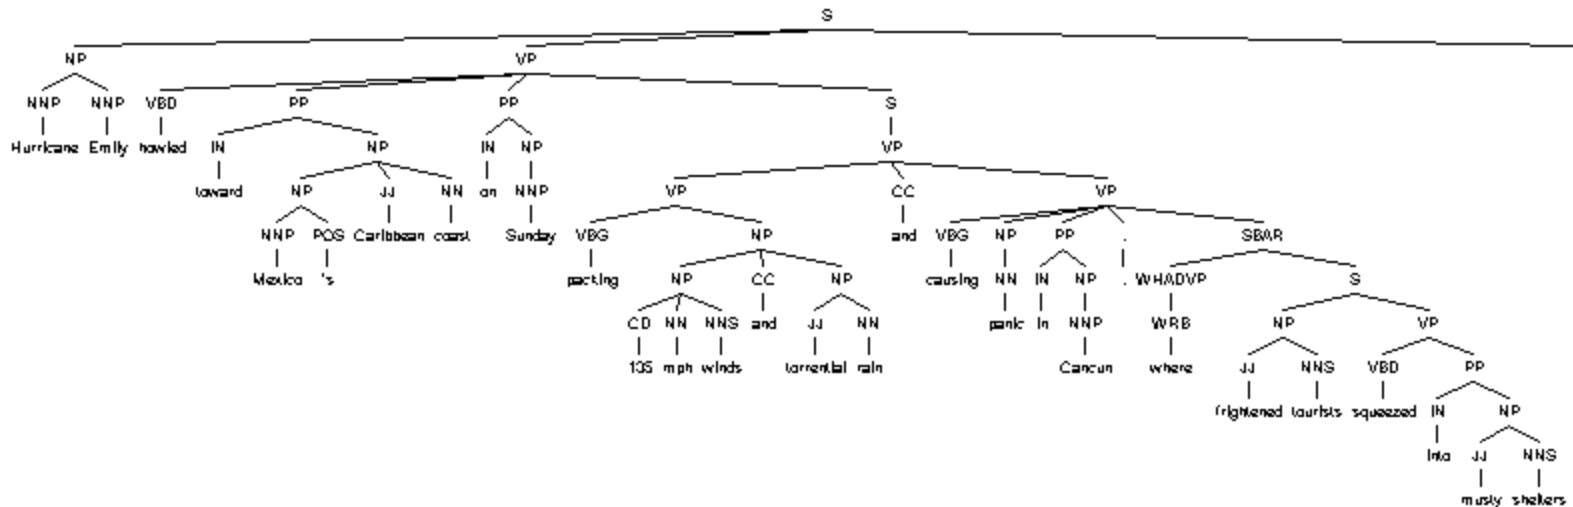 S
NP VP
NNP NNP VBD PP PP S
Hurricane Emily howled IN NP IN NP VP
toward NP JJ NN on NNP VP CC VP
NNP POS Caribbean coast Sunday VBG NP and VBG NP PP , SBAR
Mexico 's packing NP CC NP causing NN IN NP , WHADVP S
CD NN NNS and JJ NN panic in NNP WRB NP VP
135 mph winds torrential rain Cancun where JJ NNS VBD PP
frightened tourists squeezed IN NP
into JJ NNS
musty shelters